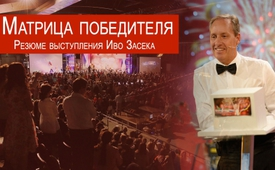 Матрица победителя
Резюме выступления Иво Засека